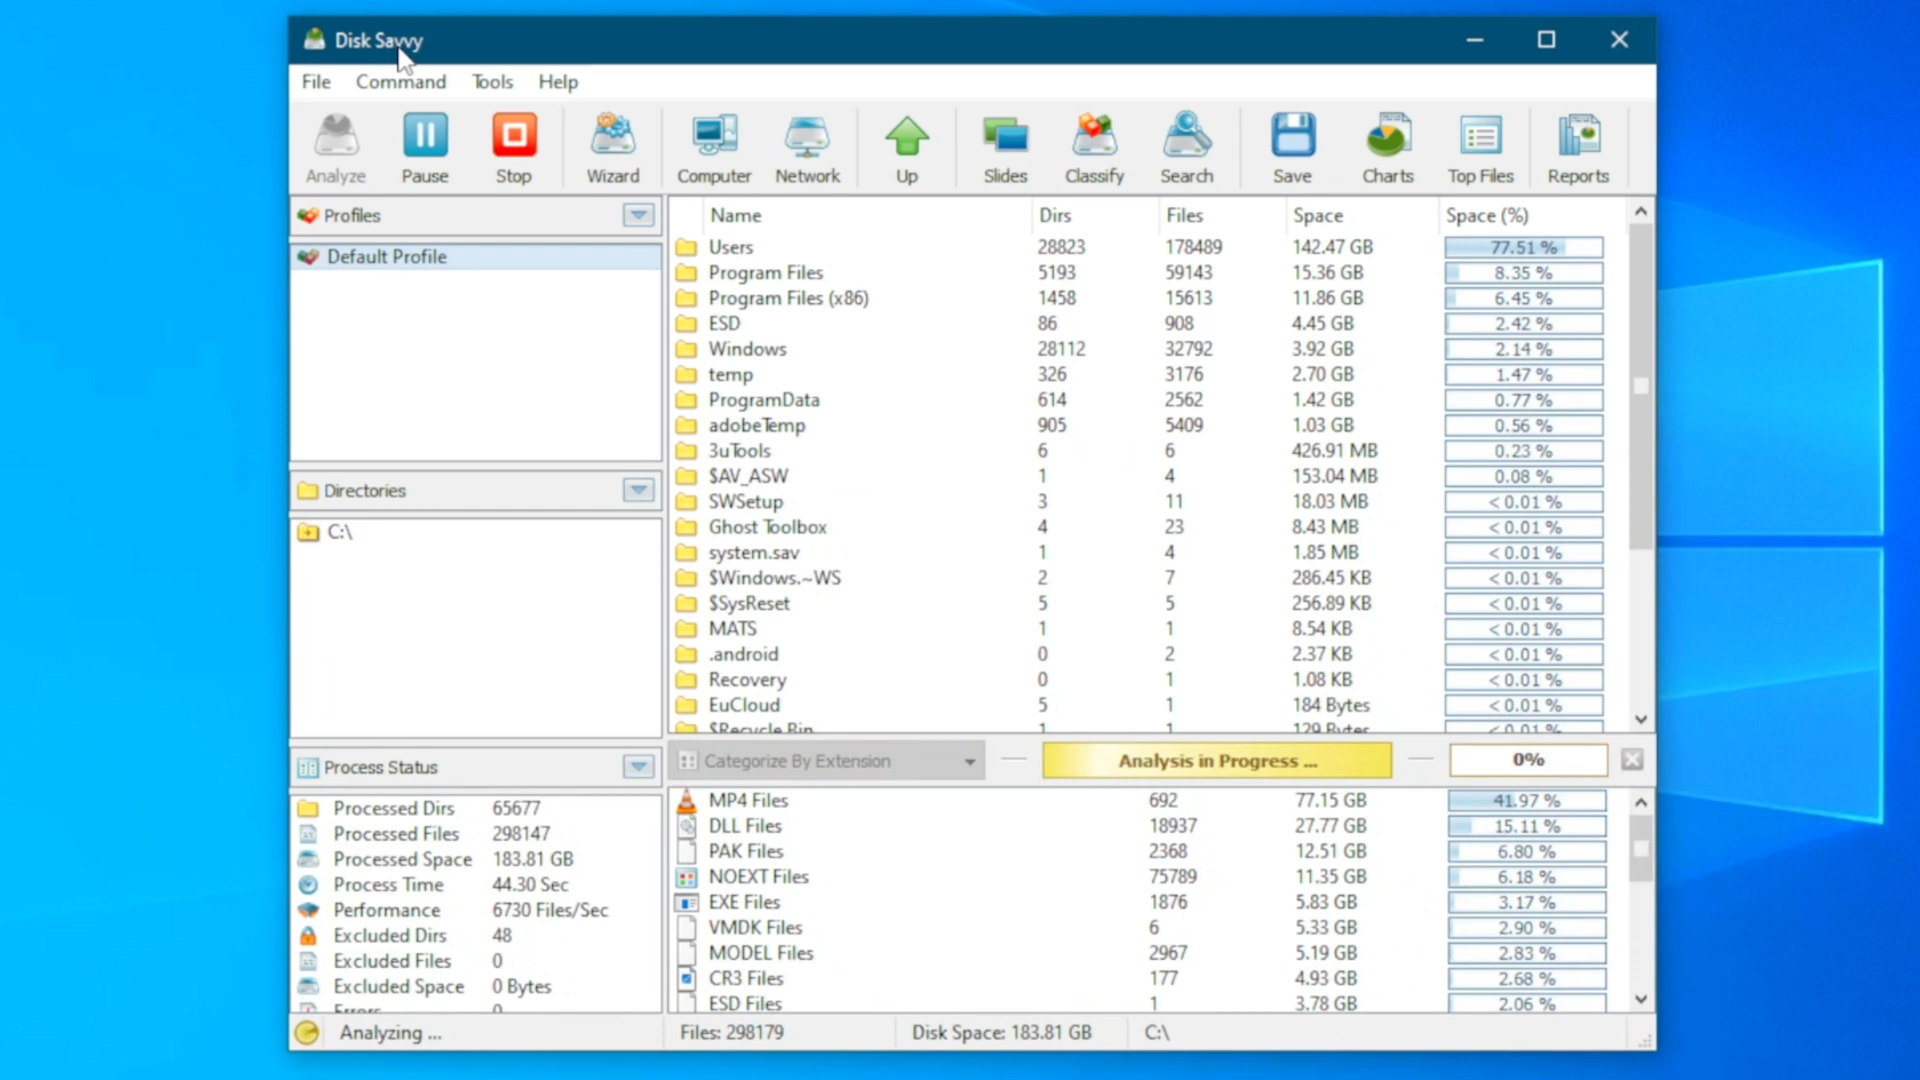 Disk Savvy
File Command Tools Help
Analyze Pause Stop Wizard Computer Network Up Slides Classify Search Save Charts Top Files Reports
Profiles
Default Profile
Directories
C:\
Name Dirs Files Space Space (%)
Users 28823 178489 142.47 GB 77.51 %
Program Files 5193 59143 15.36 GB 8.35 %
Program Files (x86) 1458 15613 11.86 GB 6.45 %
ESD 86 908 4.45 GB 2.42 %
Windows 28112 32792 3.92 GB 2.14 %
temp 326 3176 2.70 GB 1.47 %
ProgramData 614 2562 1.42 GB 0.77 %
adobeTemp 905 5409 1.03 GB 0.56 %
3uTools 6 6 426.91 MB 0.23 %
$AV_ASW 1 4 153.04 MB 0.08 %
SWSetup 3 11 18.03 MB < 0.01 %
Ghost Toolbox 4 23 8.43 MB < 0.01 %
system.sav 1 4 1.85 MB < 0.01 %
$Windows.~WS 2 7 286.45 KB < 0.01 %
$SysReset 5 5 256.89 KB < 0.01 %
MATS 1 1 8.54 KB < 0.01 %
.android 0 2 2.37 KB < 0.01 %
Recovery 0 1 1.08 KB < 0.01 %
EuCloud 5 1 184 Bytes < 0.01 %
$Recycle.Bin 1 1 129 Bytes < 0.01 %
Categorize By Extension Analysis in Progress ... 0%
MP4 Files 692 77.15 GB 41.97 %
DLL Files 18937 27.77 GB 15.11 %
PAK Files 2368 12.51 GB 6.80 %
NOEXT Files 75789 11.35 GB 6.18 %
EXE Files 1876 5.83 GB 3.17 %
VMDK Files 6 5.33 GB 2.90 %
MODEL Files 2967 5.19 GB 2.83 %
CR3 Files 177 4.93 GB 2.68 %
ESD Files 1 3.78 GB 2.06 %
Process Status
Processed Dirs 65677
Processed Files 298147
Processed Space 183.81 GB
Process Time 44.30 Sec
Performance 6730 Files/Sec
Excluded Dirs 48
Excluded Files 0
Excluded Space 0 Bytes
Errors 0
Analyzing ... Files: 298179 Disk Space: 183.81 GB C:\